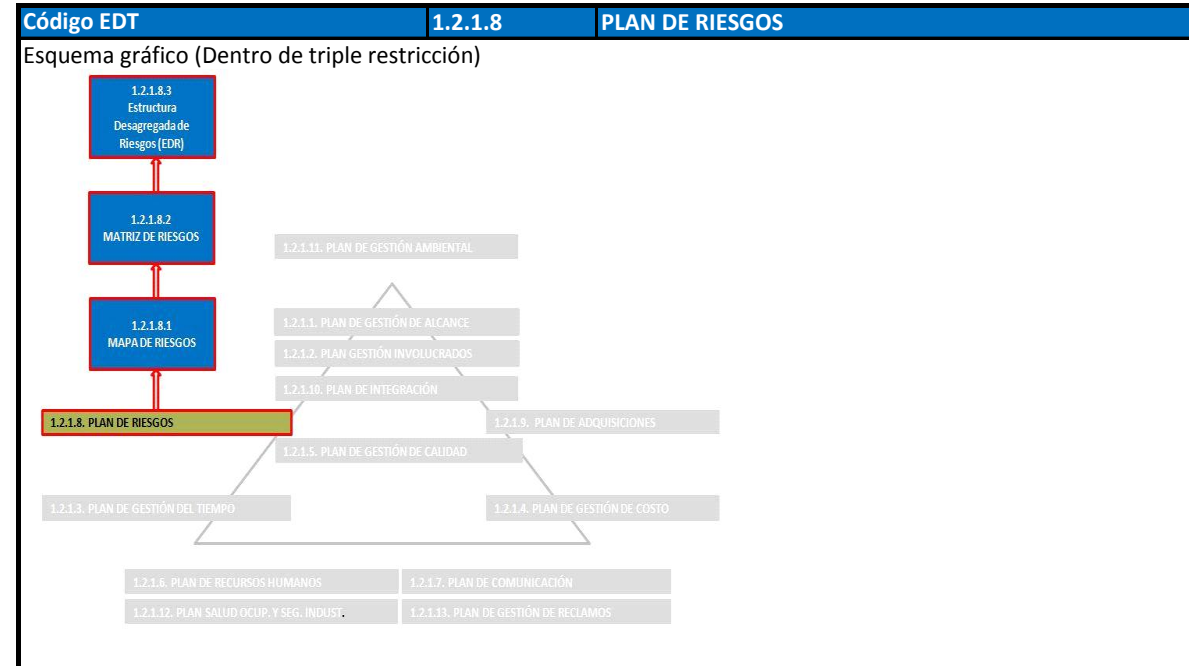 Código EDT 1.2.1.8 PLAN DE RIESGOS
Esquema gráfico (Dentro de triple restricción)
1.2.1.8.3
Estructura
Desagregada de
Riesgos (EDR)
1.2.1.8.2
MATRIZ DE RIESGOS
1.2.1.11. PLAN DE GESTIÓN AMBIENTAL
1.2.1.8.1
MAPA DE RIESGOS
1.2.1.1. PLAN DE GESTIÓN DE ALCANCE
1.2.1.2. PLAN GESTIÓN INVOLUCRADOS
1.2.1.10. PLAN DE INTEGRACIÓN
1.2.1.8. PLAN DE RIESGOS
1.2.1.9. PLAN DE ADQUISICIONES
1.2.1.5. PLAN DE GESTIÓN DE CALIDAD
1.2.1.3. PLAN DE GESTIÓN DEL TIEMPO
1.2.1.4. PLAN DE GESTIÓN DE COSTO
1.2.1.6. PLAN DE RECURSOS HUMANOS
1.2.1.7. PLAN DE COMUNICACIÓN
1.2.1.12. PLAN SALUD OCUP. Y SEG. INDUST.
1.2.1.13. PLAN DE GESTIÓN DE RECLAMOS